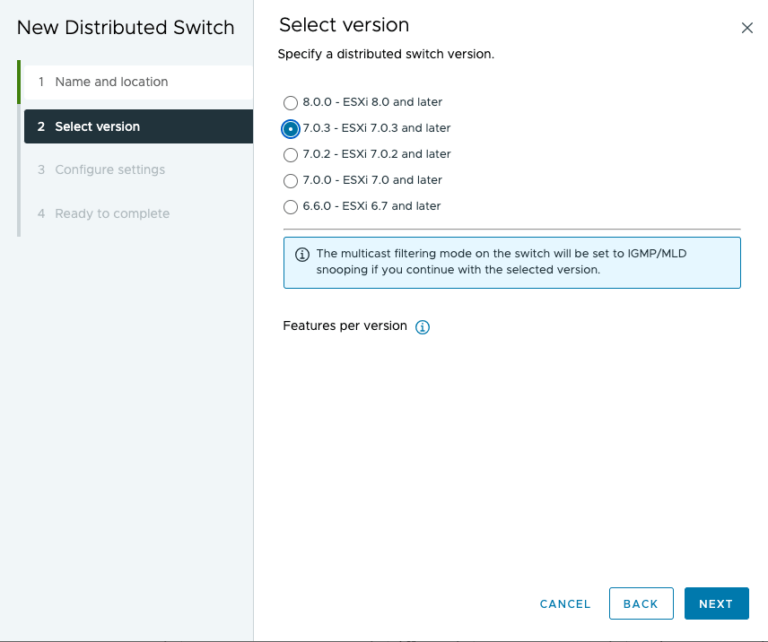 New Distributed Switch
1 Name and location
2 Select version
3 Configure settings
4 Ready to complete
Select version
Specify a distributed switch version.
8.0.0 - ESXi 8.0 and later
7.0.3 - ESXi 7.0.3 and later
7.0.2 - ESXi 7.0.2 and later
7.0.0 - ESXi 7.0 and later
6.6.0 - ESXi 6.7 and later
The multicast filtering mode on the switch will be set to IGMP/MLD
snooping if you continue with the selected version.
Features per version
CANCEL BACK NEXT